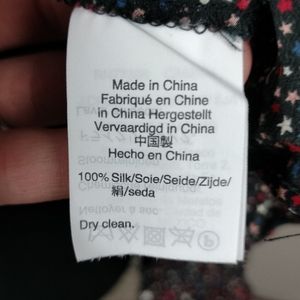 Made in China
Fabriqué en Chine
in China Hergestellt
Vervaardigd in China
中国製
Hecho en China
100% Silk/Soie/Seide/Zijde/
絹/seda
Dry clean.